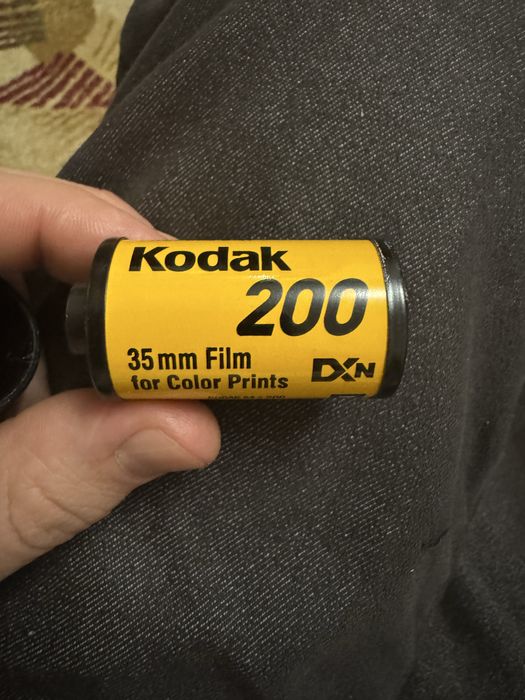 Kodak
200
35mm Film
for Color Prints
DXN